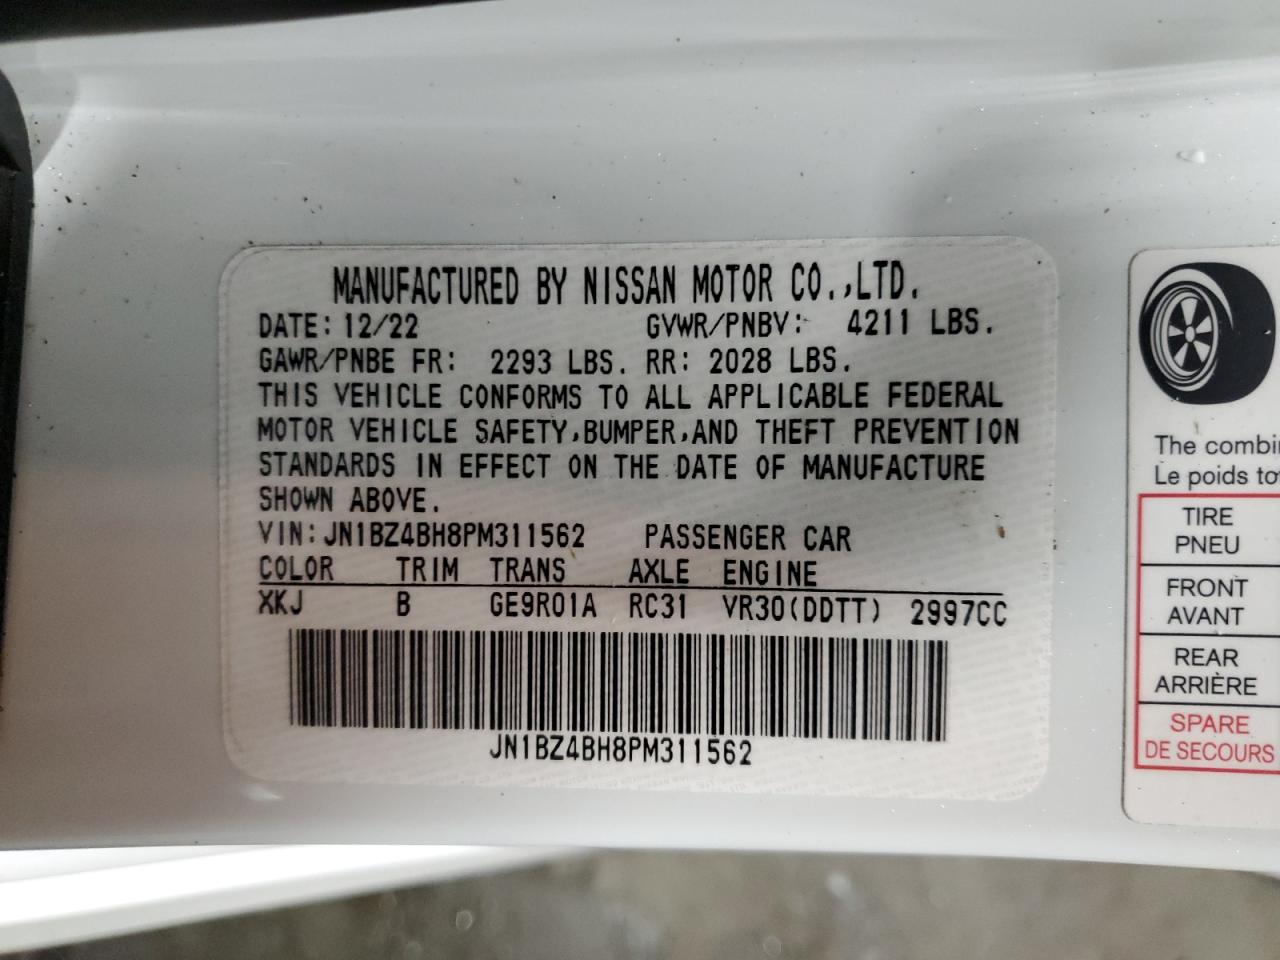 MANUFACTURED BY NISSAN MOTOR CO.,LTD.
DATE: 12/22 GVWR/PNBV: 4211 LBS.
GAWR/PNBE FR: 2293 LBS. RR: 2028 LBS.
THIS VEHICLE CONFORMS TO ALL APPLICABLE FEDERAL
MOTOR VEHICLE SAFETY,BUMPER,AND THEFT PREVENTION
STANDARDS IN EFFECT ON THE DATE OF MANUFACTURE
SHOWN ABOVE.
VIN: JN1BZ4BH8PM311562 PASSENGER CAR
COLOR TRIM TRANS AXLE ENGINE
XKJ B GE9R01A RC31 VR30(DDTT) 2997CC
JN1BZ4BH8PM311562
The combin
Le poids to
TIRE
PNEU
FRONT
AVANT
REAR
ARRIÈRE
SPARE
DE SECOURS